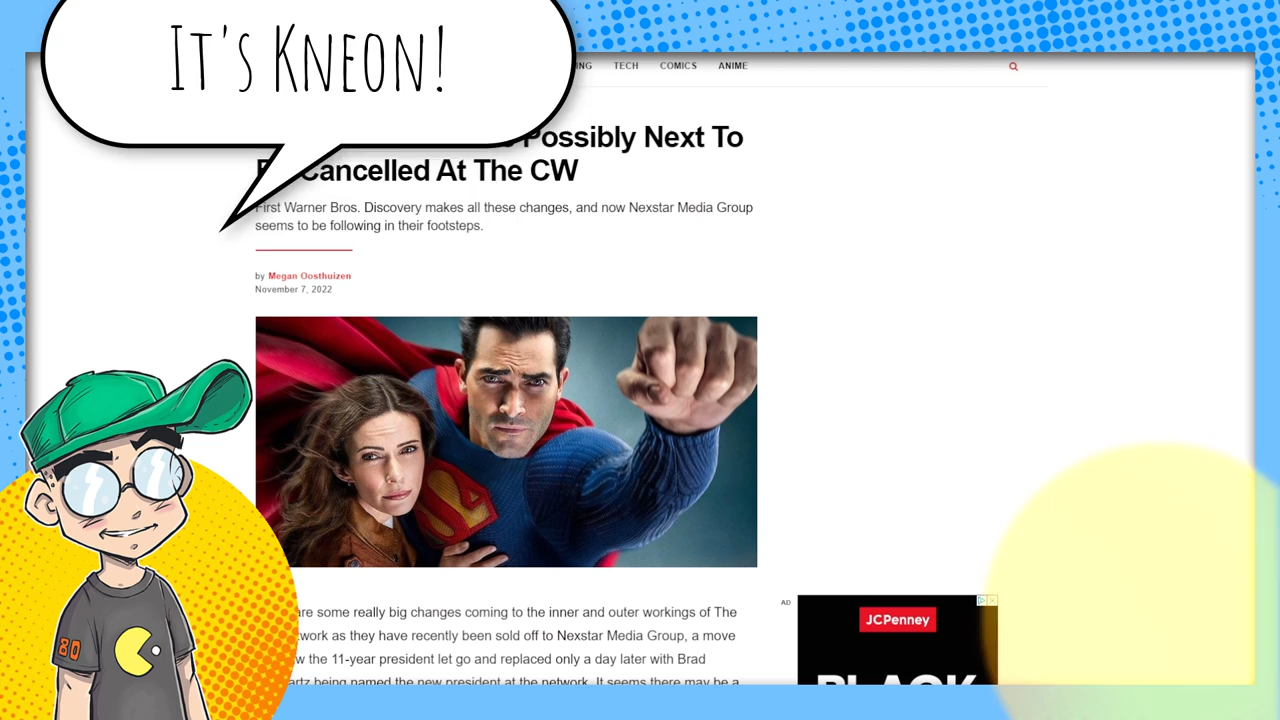 It's Kneon!
TECH COMICS ANIME
Possibly Next To
Cancelled At The CW
First Warner Bros. Discovery makes all these changes, and now Nexstar Media Group
seems to be following in their footsteps.
by Megan Oosthuizen
November 7, 2022
are some really big changes coming to the inner and outer workings of The
work as they have recently been sold off to Nexstar Media Group, a move
the 11-year president let go and replaced only a day later with Brad
artz being named the new president at the network. It seems there may be a
80
AD
JCPenney
BLACK